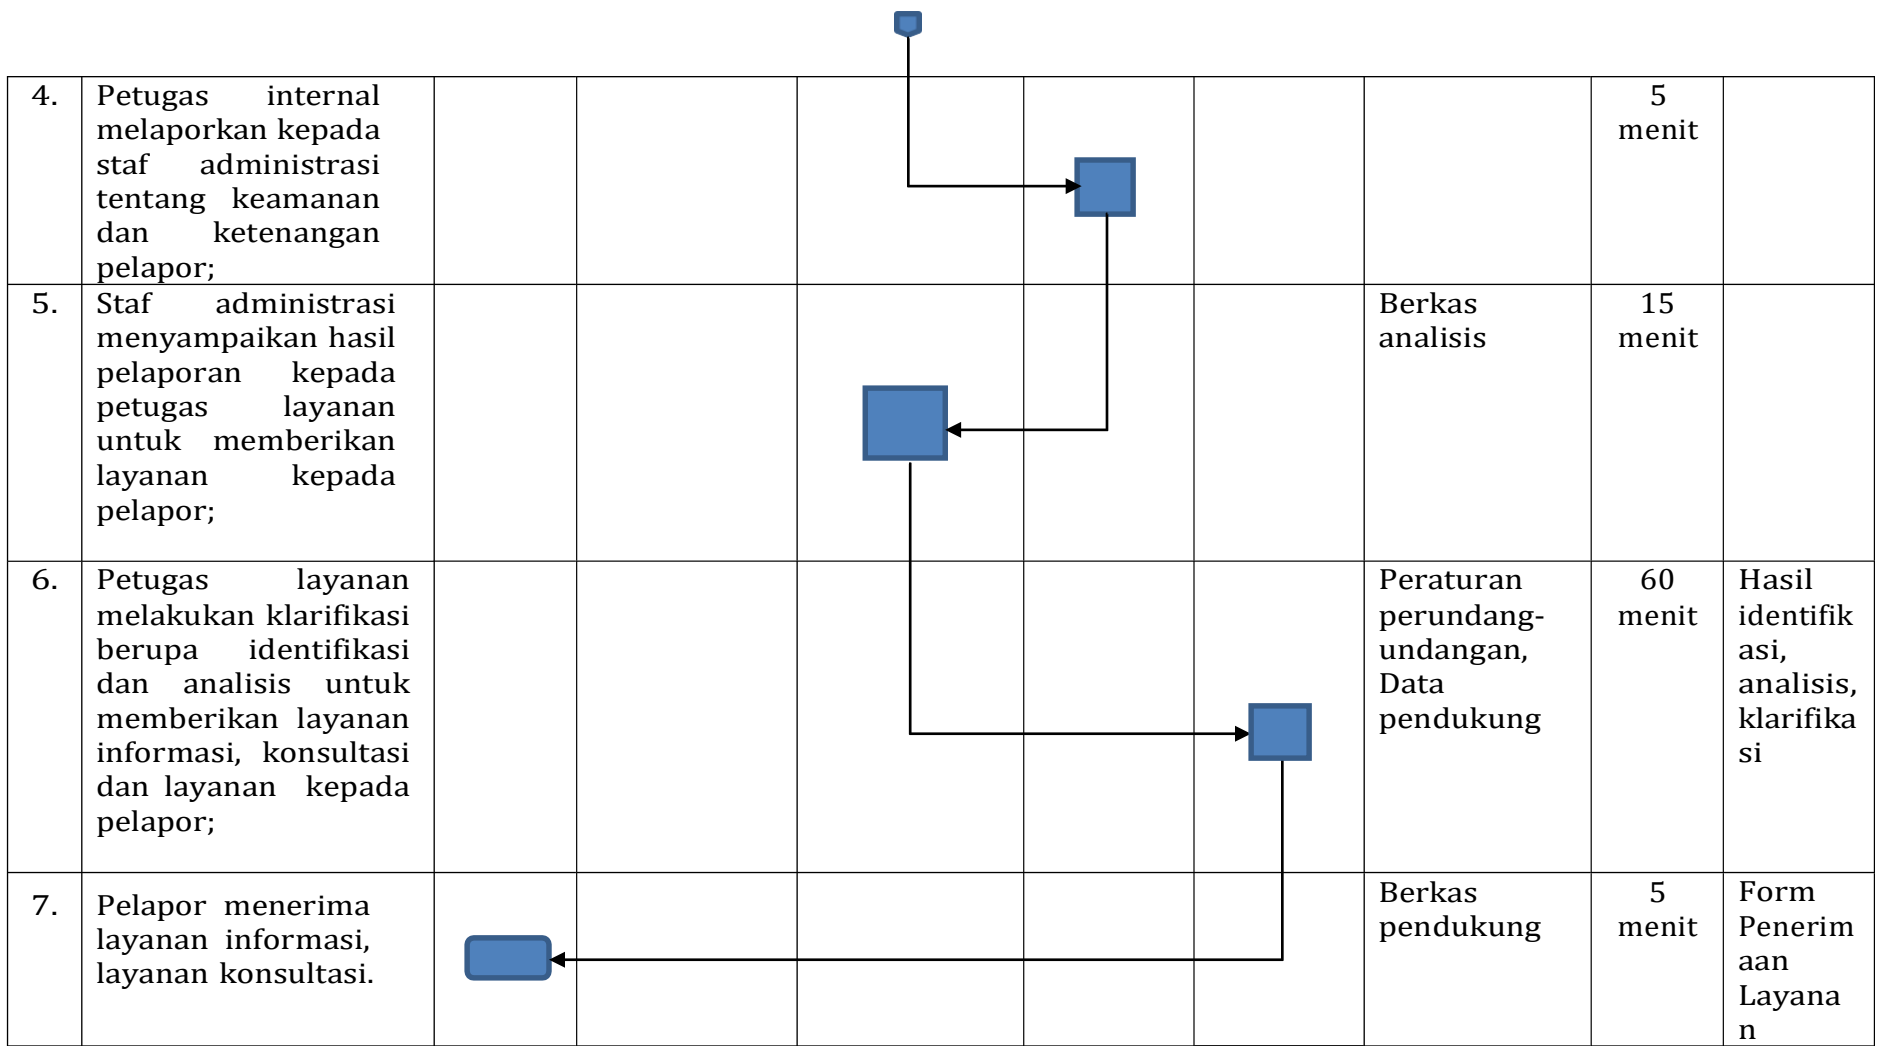 4.
Petugas internal
melaporkan kepada
staf administrasi
tentang keamanan
dan ketenangan
pelapor;
5
menit
5.
Staf administrasi
menyampaikan hasil
pelaporan kepada
petugas layanan
untuk memberikan
layanan kepada
pelapor;
Berkas
analisis
15
menit
6.
Petugas layanan
melakukan klarifikasi
berupa identifikasi
dan analisis untuk
memberikan layanan
informasi, konsultasi
dan layanan kepada
pelapor;
Peraturan
perundang-
undangan,
Data
pendukung
60
menit
Hasil
identifik
asi,
analisis,
klarifika
si
7.
Pelapor menerima
layanan informasi,
layanan konsultasi.
Berkas
pendukung
5
menit
Form
Penerim
aan
Layana
n